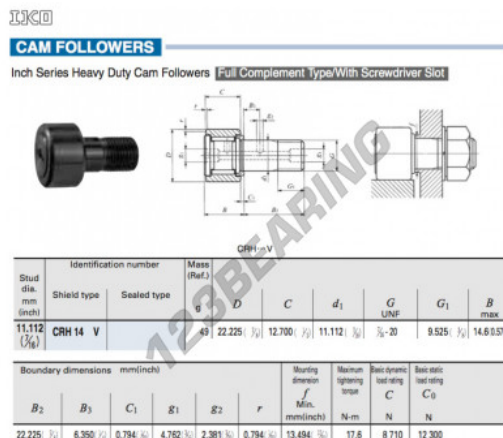 IKO
CAM FOLLOWERS
Inch Series Heavy Duty Cam Followers Full Complement Type/With Screwdriver Slot
C
D
B
CRH···V
123BEARING
Stud dia. mm (inch)
Identification number
Shield type Sealed type
Mass (Ref.) g
D C d1 G UNF G1 B max
11.112 CRH 14 V 49 22.225 12.700 11.112 -20 9.525 14.6
Boundary dimensions mm(inch)
B2 B3 C1 g1 g2 r
Mounting dimension f Min. mm(inch)
Maximum tightening torque N-m
Basic dynamic load rating C N
Basic static load rating C0 N
22.225 6.350 0.794 4.762 2.381 0.794 13.494 17.6 8 710 12 300